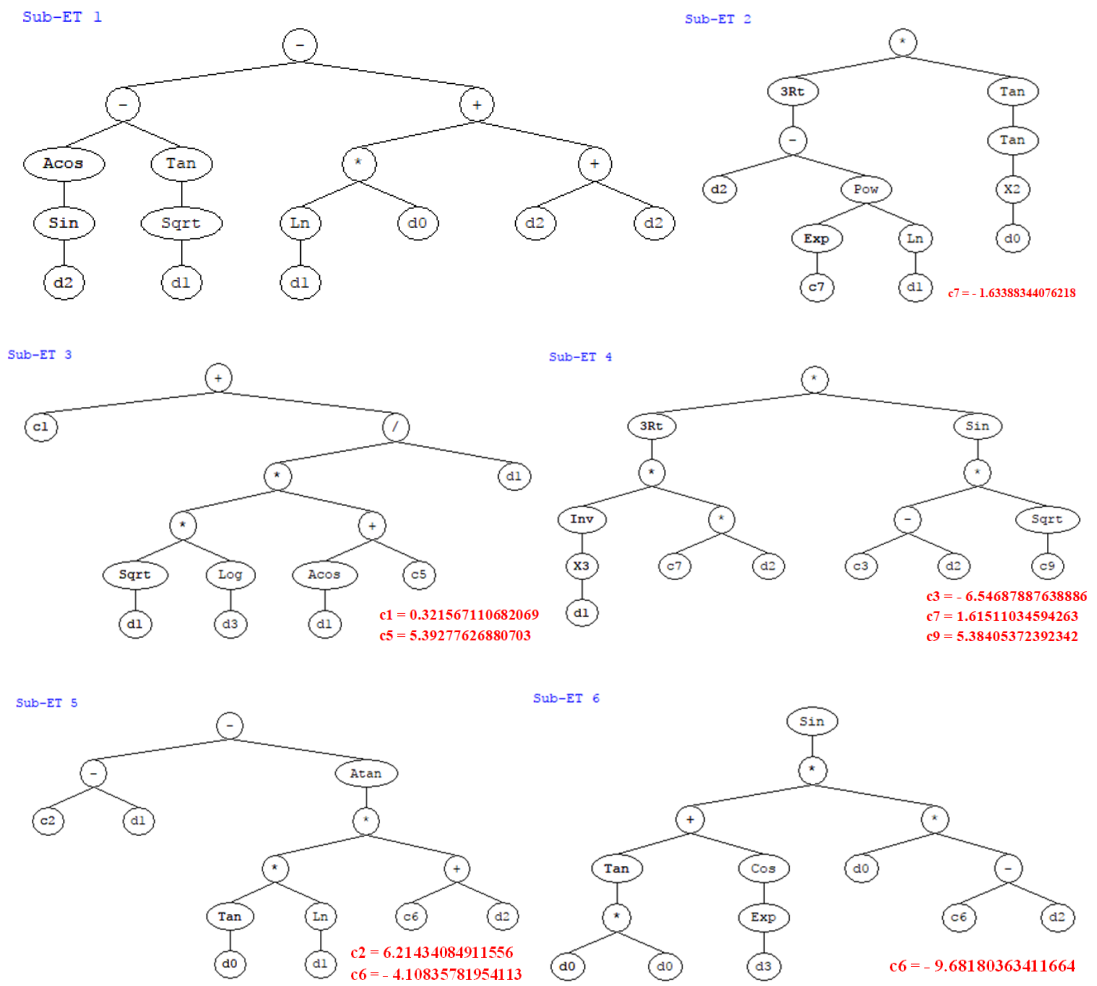 Sub-ET 1
-
- +
Acos Tan * +
Sin Sqrt Ln d0 d2 d2
d2 d1 d1
Sub-ET 2
*
3Rt Tan
- Tan
d2 Pow X2
Exp Ln d0
c7 d1
c7 = - 1.63388344076218
Sub-ET 3
+
c1 /
* d1
* +
Sqrt Log Acos c5
d1 d3 d1
c1 = 0.321567110682069
c5 = 5.39277626880703
Sub-ET 4
*
3Rt Sin
* *
Inv * - Sqrt
X3 c7 d2 c3 d2 c9
d1
c3 = - 6.54687887638886
c7 = 1.61511034594263
c9 = 5.38405372392342
Sub-ET 5
-
- Atan
c2 d1 *
* +
Tan Ln c6 d2
d0 d1
c2 = 6.21434084911556
c6 = - 4.10835781954113
Sub-ET 6
Sin
*
+ *
Tan Cos d0 -
* Exp c6 d2
d0 d0 d3
c6 = - 9.68180363411664